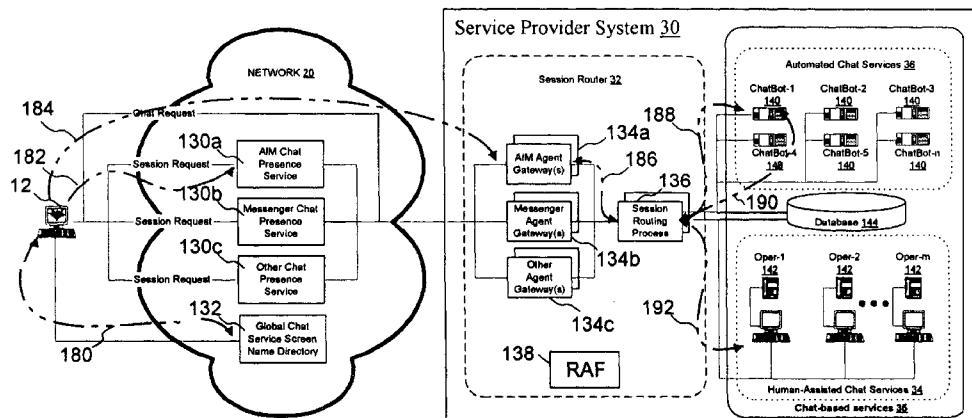 Service Provider System 30
NETWORK 20
Session Router 32
Automated Chat Services 36
ChatBot-1
140
ChatBot-2
140
ChatBot-3
140
ChatBot-4
140
ChatBot-5
140
ChatBot-n
140
184
Chat Request
182
12
Session Request
130a
AIM Chat
Presence
Service
Session Request
130b
Messenger Chat
Presence
Service
Session Request
130c
Other Chat
Presence
Service
132
Global Chat
Service Screen
Name Directory
180
134a
AIM Agent
Gateway(s)
186
136
Session
Routing
Process
Messenger Agent
Gateway(s)
134b
Other Agent
Gateway(s)
134c
138
RAF
188
190
192
Database 144
Oper-1
142
Oper-2
142
Oper-m
142
Human-Assisted Chat Services 34
Chat-based services 35